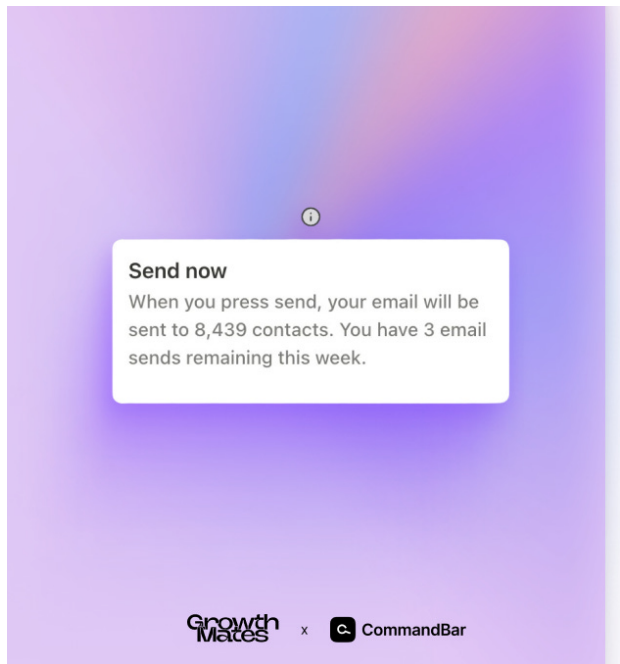 Send now
When you press send, your email will be
sent to 8,439 contacts. You have 3 email
sends remaining this week.
Growth
Mates
x
CommandBar